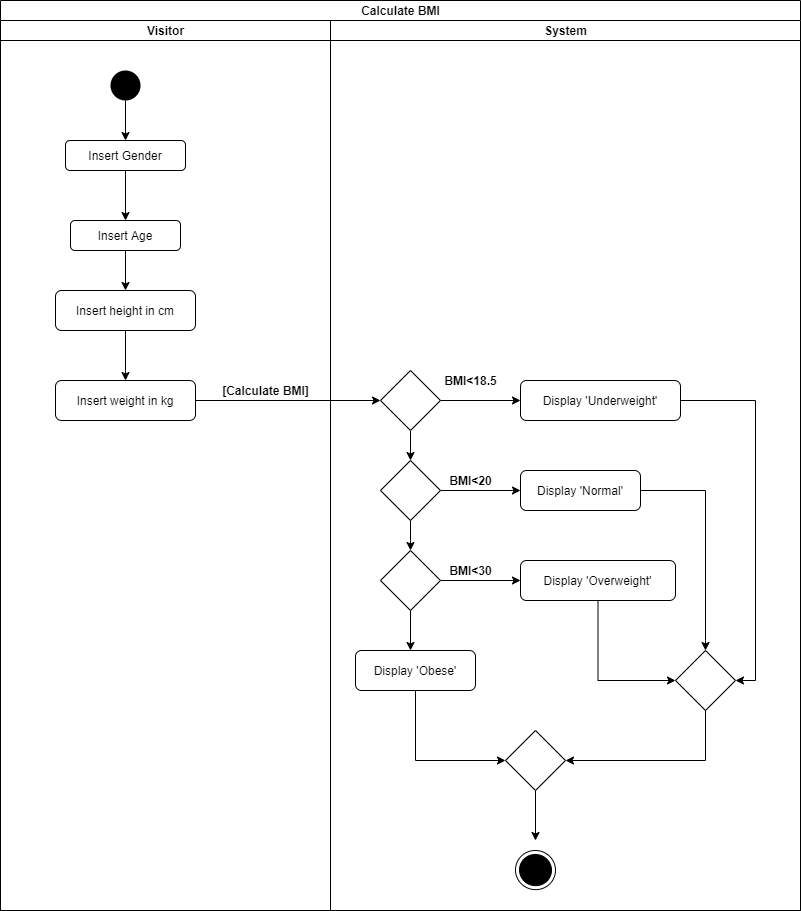 Calculate BMI
Visitor
System
Insert Gender
Insert Age
Insert height in cm
Insert weight in kg
[Calculate BMI]
BMI<18.5
Display 'Underweight'
BMI<20
Display 'Normal'
BMI<30
Display 'Overweight'
Display 'Obese'